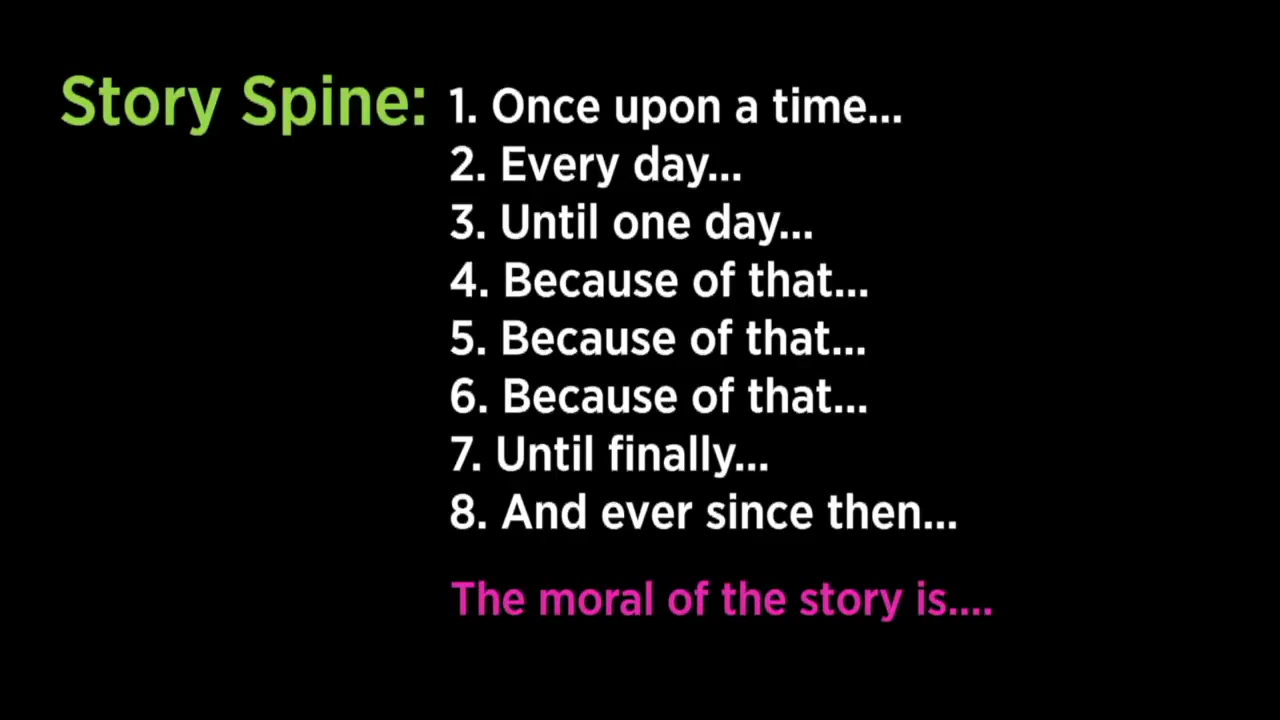 Story Spine: 1. Once upon a time...
2. Every day...
3. Until one day...
4. Because of that...
5. Because of that...
6. Because of that...
7. Until finally...
8. And ever since then...
The moral of the story is....